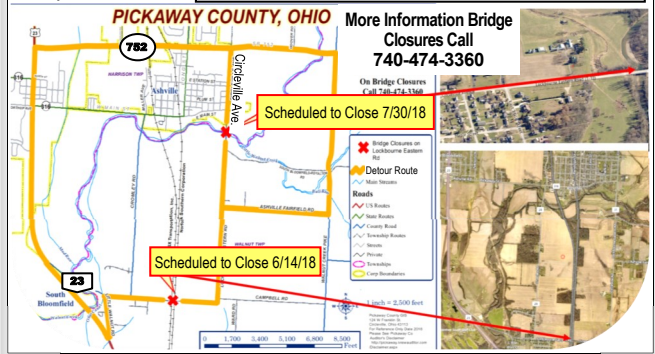 PICKAWAY COUNTY, OHIO
More Information Bridge
Closures Call
740-474-3360
23
752
HARRISON TWP
Ashville
Circleville Ave.
On Bridge Closures
Call 740-474-3360
Scheduled to Close 7/30/18
Bridge Closures on
Lockbourne Eastern
Rd
Detour Route
Main Streams
Roads
US Routes
State Routes
County Road
Township Routes
Streets
Private
Townships
Corp Boundaries
ASHVILLE FAIRFIELD RD
WALNUT TWP
Scheduled to Close 6/14/18
23
South
Bloomfield
CAMPBELL RD
1 inch = 2,500 feet
0 1,700 3,400 5,100 6,800 8,500
Feet